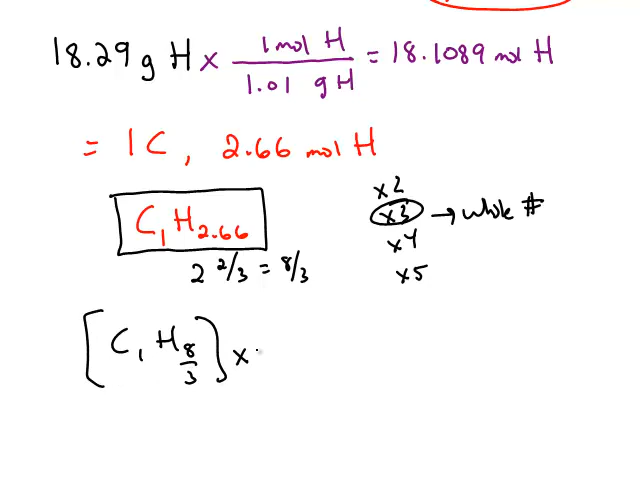 18.29 g H x 1 mol H / 1.01 g H = 18.1089 mol H
= 1 C, 2.66 mol H
C₁H₂.₆₆
2 2/3 = 8/3
x2
x3 → whole #
x4
x5
[C₁H₈/₃] x